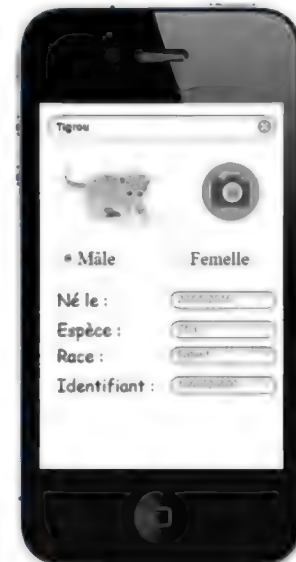 Tigrou
Mâle Femelle
Né le :
Espèce :
Race :
Identifiant :